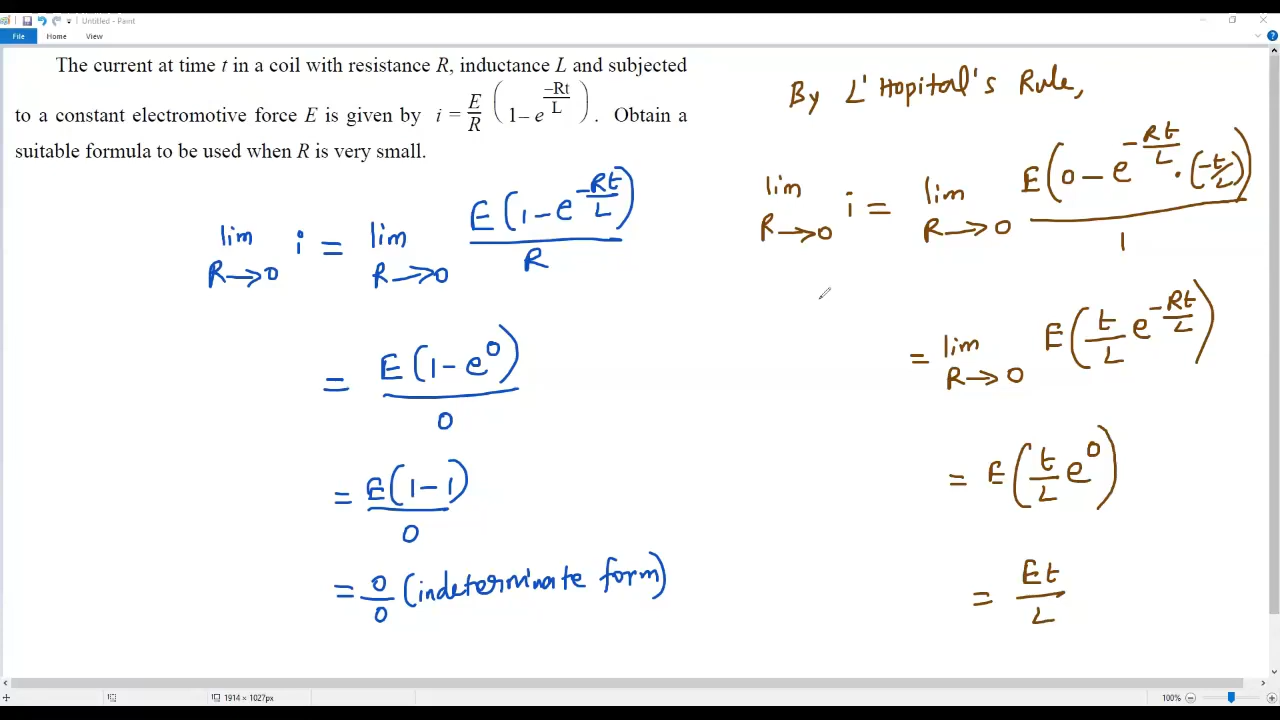 Untitled - Paint
File Home View
The current at time t in a coil with resistance R, inductance L and subjected
to a constant electromotive force E is given by i = E/R (1– e^(–Rt/L)) . Obtain a
suitable formula to be used when R is very small.
lim R→0 i = lim R→0 E(1-e^(-Rt/L))/R
= E(1-e^0)/0
= E(1-1)/0
= 0/0 (indeterminate form)
By L'Hopital's Rule,
lim R→0 i = lim R→0 E(0-e^(-Rt/L)·(-t/L))/1
= lim R→0 E(t/L e^(-Rt/L))
= E(t/L e^0)
= Et/L
1914 × 1027px
100%